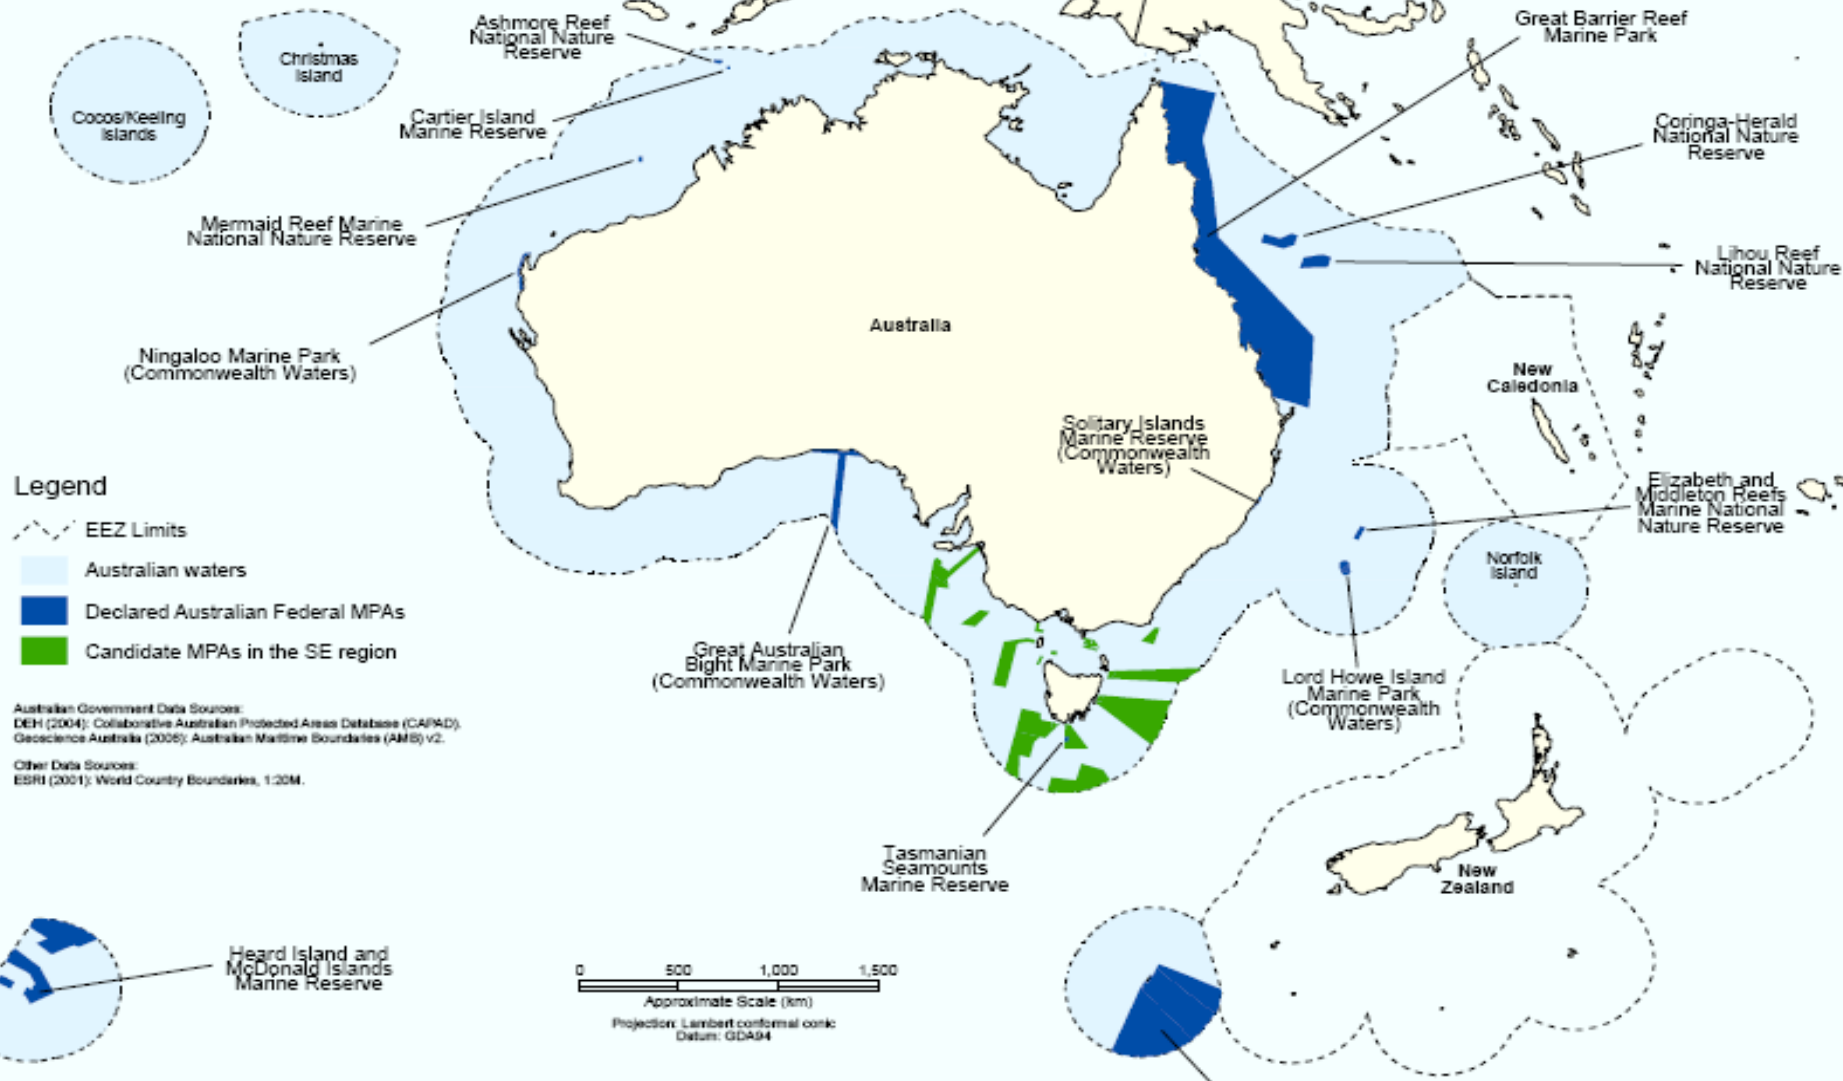 Ashmore Reef
National Nature
Reserve
Great Barrier Reef
Marine Park
Christmas
Island
Cocos/Keeling
Islands
Cartier Island
Marine Reserve
Coringa-Herald
National Nature
Reserve
Mermaid Reef Marine
National Nature Reserve
Lihou Reef
National Nature
Reserve
Australia
Ningaloo Marine Park
(Commonwealth Waters)
New
Caledonia
Solitary Islands
Marine Reserve
(Commonwealth
Waters)
Elizabeth and
Middleton Reefs
Marine National
Nature Reserve
Norfolk
Island
Legend
EEZ Limits
Australian waters
Declared Australian Federal MPAs
Candidate MPAs in the SE region
Great Australian
Bight Marine Park
(Commonwealth Waters)
Lord Howe Island
Marine Park
(Commonwealth
Waters)
Australian Government Data Sources:
DEH (2004): Collaborative Australian Protected Areas Database (CAPAD).
Geoscience Australia (2006): Australian Maritime Boundaries (AMB) v2.
Other Data Sources:
ESRI (2001): World Country Boundaries, 1:20M.
Tasmanian
Seamounts
Marine Reserve
New
Zealand
Heard Island and
McDonald Islands
Marine Reserve
0 500 1,000 1,500
Approximate Scale (km)
Projection: Lambert conformal conic
Datum: GDA94